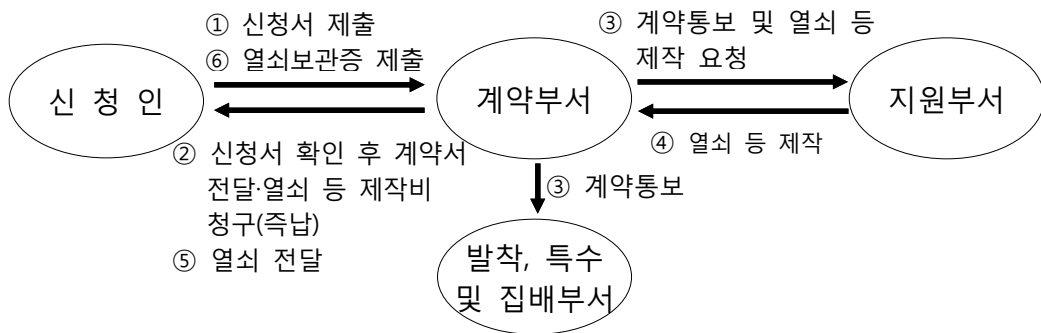 ① 신청서 제출
⑥ 열쇠보관증 제출
③ 계약통보 및 열쇠 등
제작 요청
신 청 인
계약부서
지원부서
② 신청서 확인 후 계약서
전달·열쇠 등 제작비
청구(즉납)
⑤ 열쇠 전달
④ 열쇠 등 제작
③ 계약통보
발착, 특수
및 집배부서